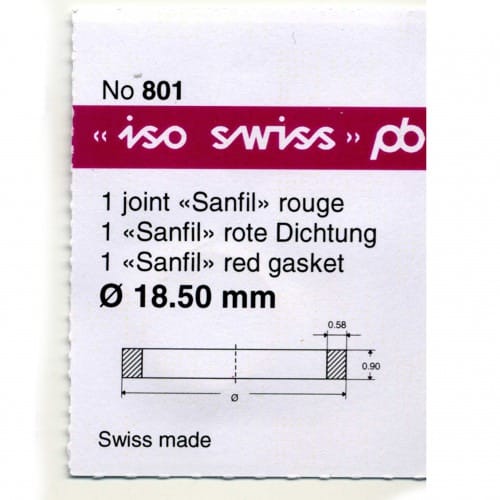 No 801
« iso swiss » pb
1 joint «Sanfil» rouge
1 «Sanfil» rote Dichtung
1 «Sanfil» red gasket
Ø 18.50 mm
0.58
0.90
Ø
Swiss made